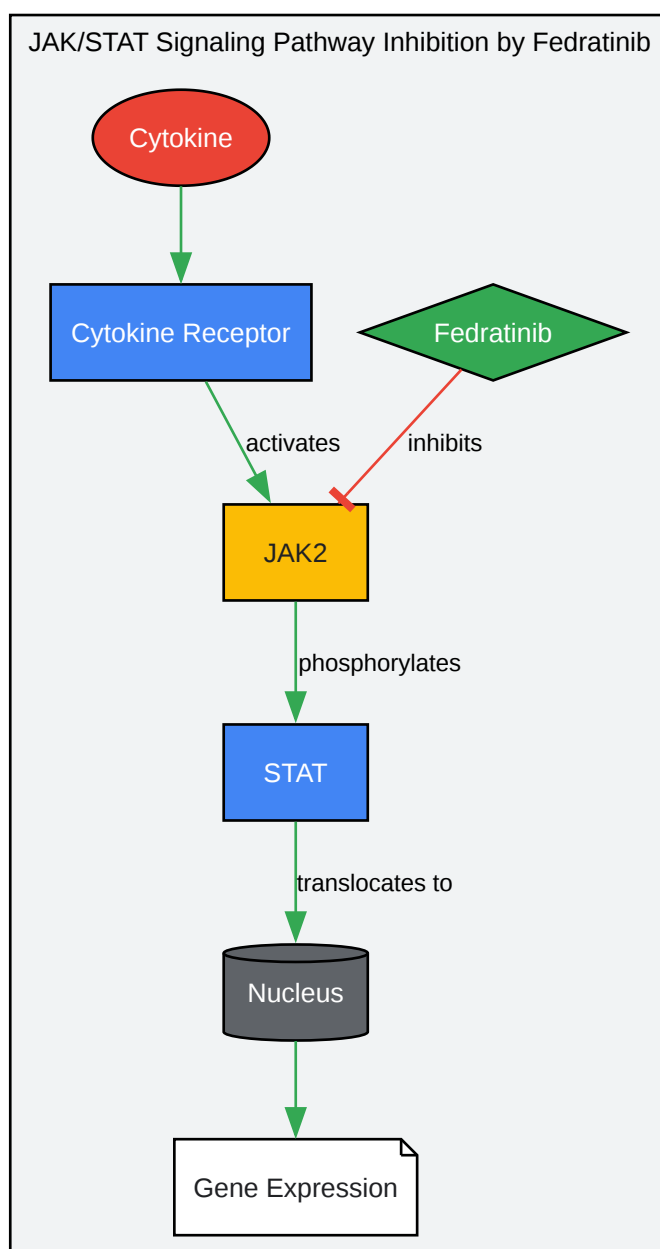 JAK/STAT Signaling Pathway Inhibition by Fedratinib
Cytokine
Cytokine Receptor
Fedratinib
activates
inhibits
JAK2
phosphorylates
STAT
translocates to
Nucleus
Gene Expression